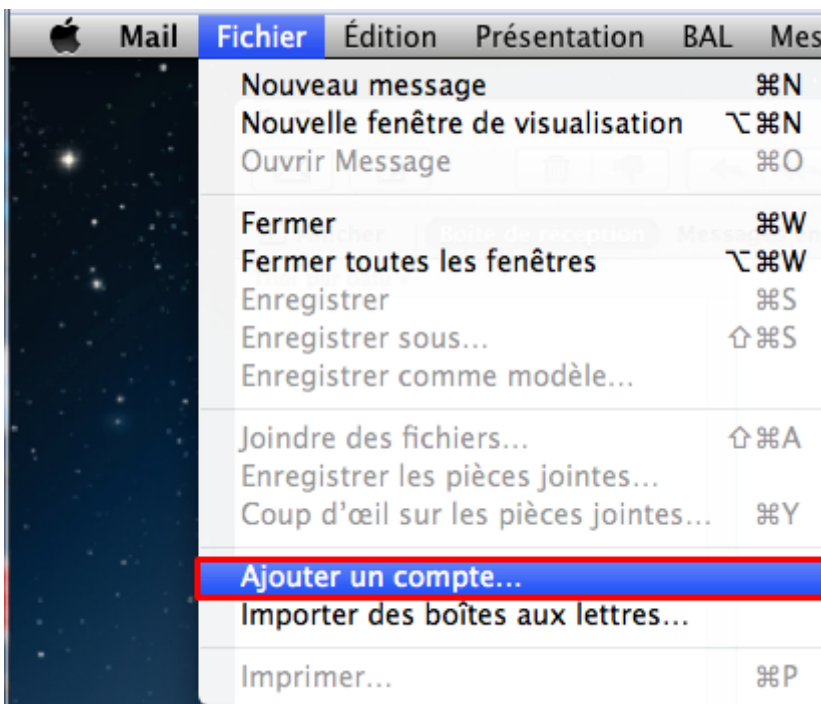 Mail Fichier Édition Présentation BAL Mes
Nouveau message ⌘N
Nouvelle fenêtre de visualisation ⌥⌘N
Ouvrir Message ⌘O
Fermer ⌘W
Fermer toutes les fenêtres ⌥⌘W
Enregistrer ⌘S
Enregistrer sous... ⇧⌘S
Enregistrer comme modèle...
Joindre des fichiers... ⇧⌘A
Enregistrer les pièces jointes...
Coup d’œil sur les pièces jointes... ⌘Y
Ajouter un compte...
Importer des boîtes aux lettres...
Imprimer... ⌘P